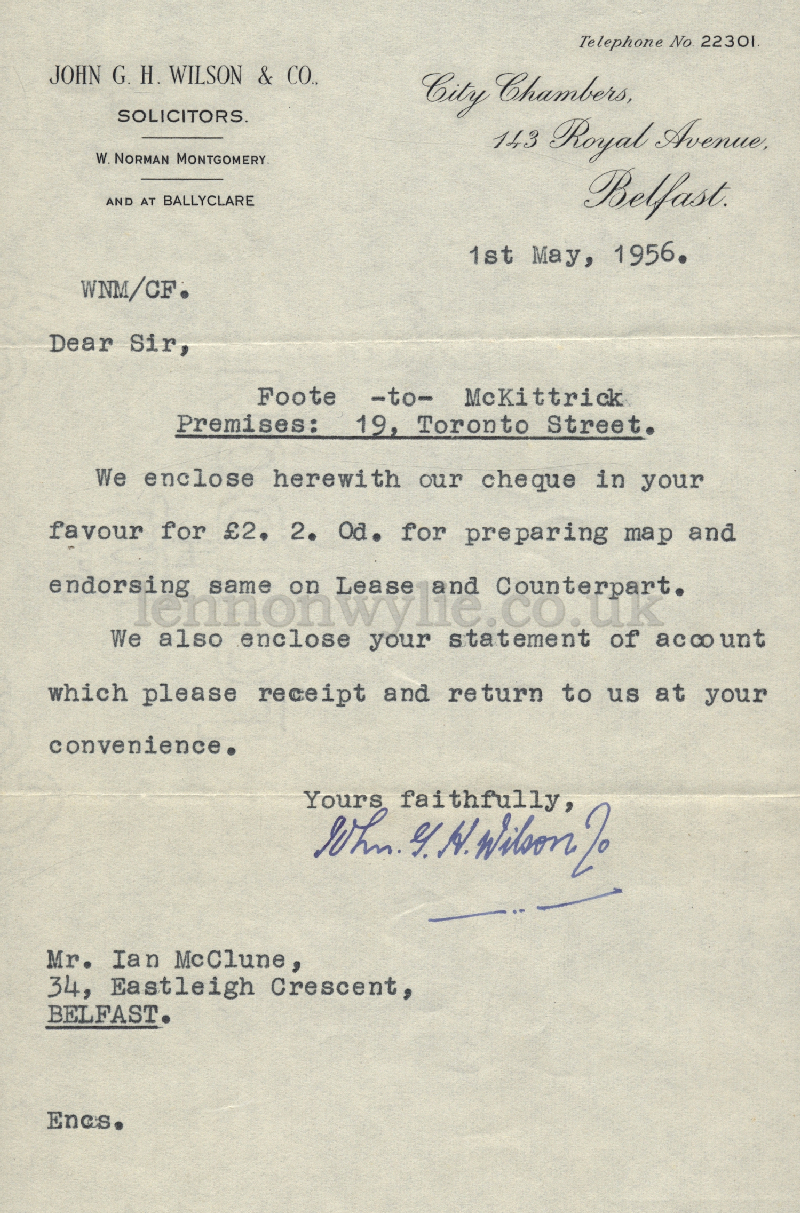 Telephone No 22301.
JOHN G. H. WILSON & CO.,
SOLICITORS.
W. NORMAN MONTGOMERY.
AND AT BALLYCLARE
City Chambers,
143 Royal Avenue,
Belfast.
1st May, 1956.
WNM/CF.
Dear Sir,
Foote -to- McKittrick
Premises: 19, Toronto Street.
We enclose herewith our cheque in your
favour for £2. 2. 0d. for preparing map and
endorsing same on Lease and Counterpart.
lennonwylie.co.uk
We also enclose your statement of account
which please receipt and return to us at your
convenience.
Yours faithfully,
John. G. H. Wilson & Co
Mr. Ian McClune,
34, Eastleigh Crescent,
BELFAST.
Encs.